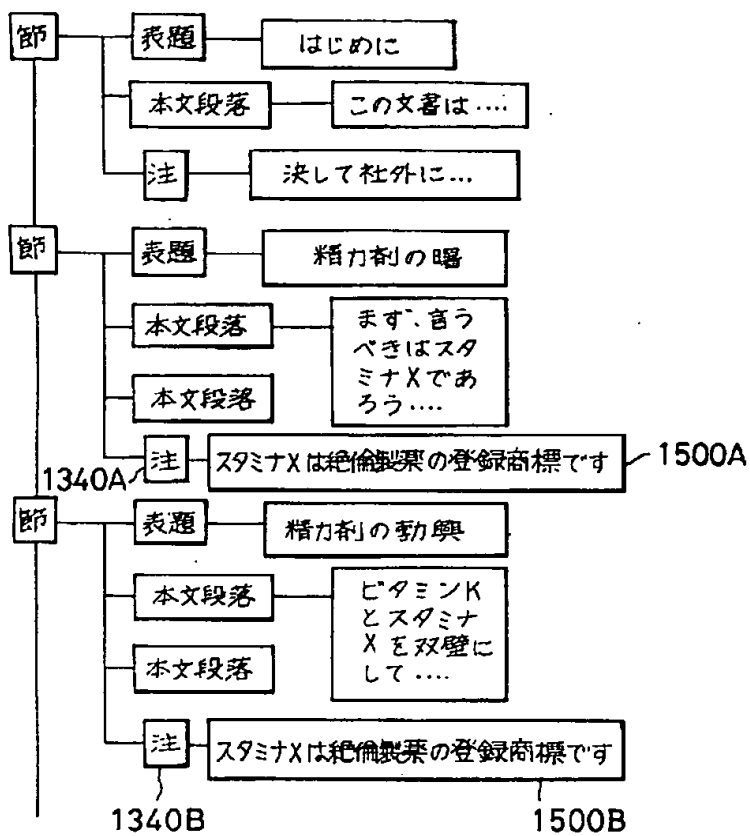 節 表題 はじめに
本文段落 この文書は‥‥
注 決して社外に…
節 表題 精力剤の曙
本文段落 まず、言う
べきはスタ
ミナXであ
ろう‥‥
本文段落
1340A 注 スタミナXは絶倫製薬の登録商標です 1500A
節 表題 精力剤の勃興
本文段落 ビタミンK
とスタミナ
Xを双璧に
して‥‥
本文段落
注 スタミナXは絶倫製薬の登録商標です
1340B 1500B